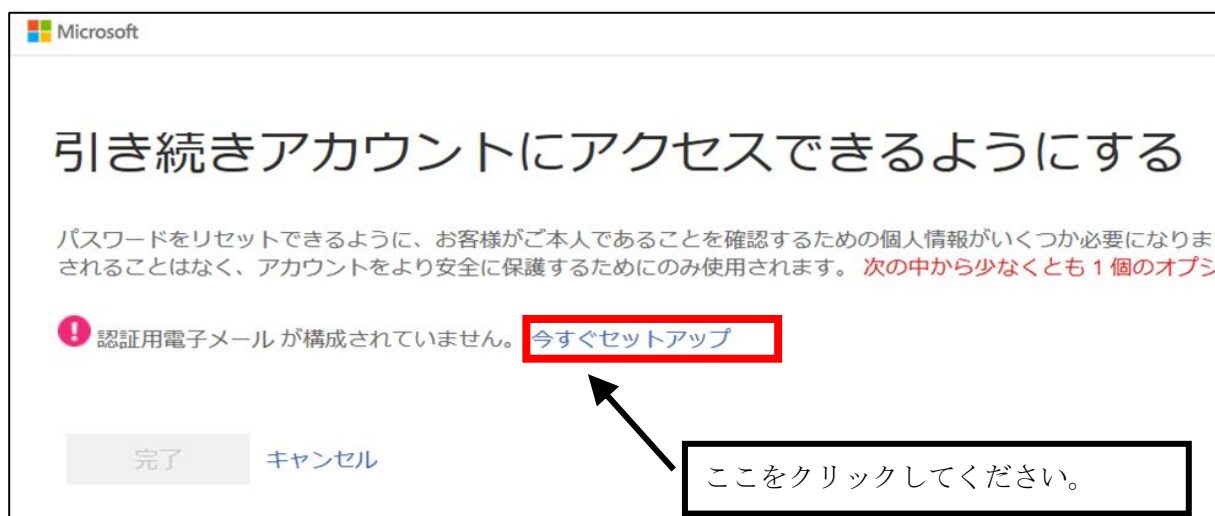 Microsoft
引き続きアカウントにアクセスできるようにする
パスワードをリセットできるように、お客様がご本人であることを確認するための個人情報がいくつか必要になりま
されることはなく、アカウントをより安全に保護するためにのみ使用されます。 次の中から少なくとも 1 個のオプシ
認証用電子メール が構成されていません。 今すぐセットアップ
完了 キャンセル
ここをクリックしてください。